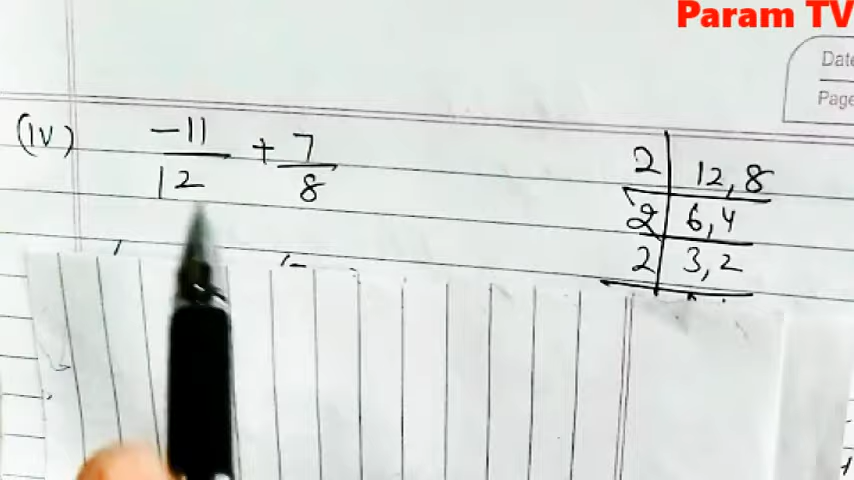 Param TV
Date
Page
(iv) -11/12 + 7/8
2 | 12, 8
2 | 6, 4
2 | 3, 2